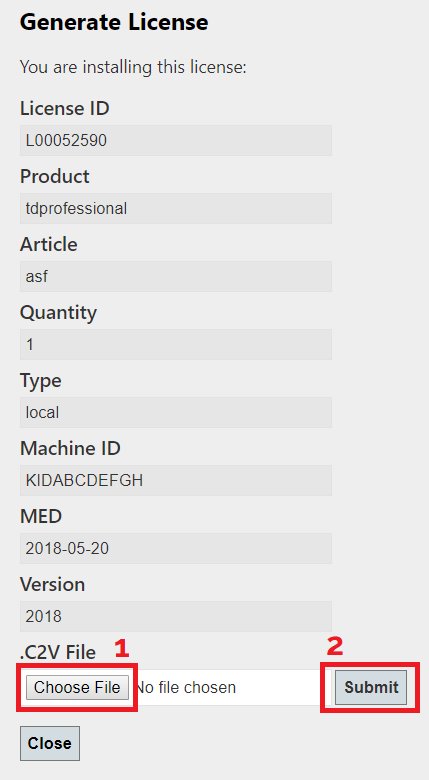 Generate License
You are installing this license:
License ID
L00052590
Product
tdprofessional
Article
asf
Quantity
1
Type
local
Machine ID
KIDABCDEFGH
MED
2018-05-20
Version
2018
.C2V File 1 2
Choose File No file chosen Submit
Close